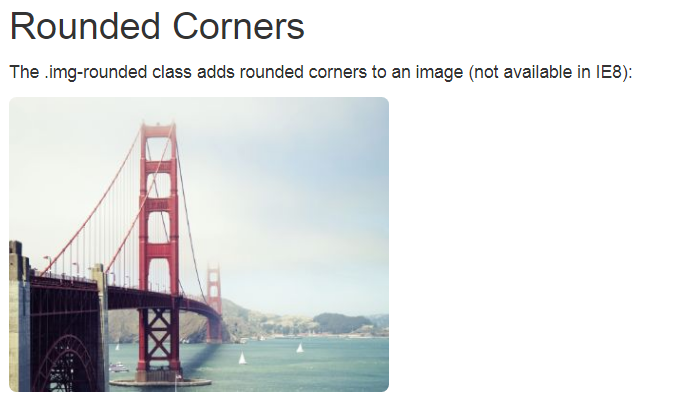 Rounded Corners
The .img-rounded class adds rounded corners to an image (not available in IE8):